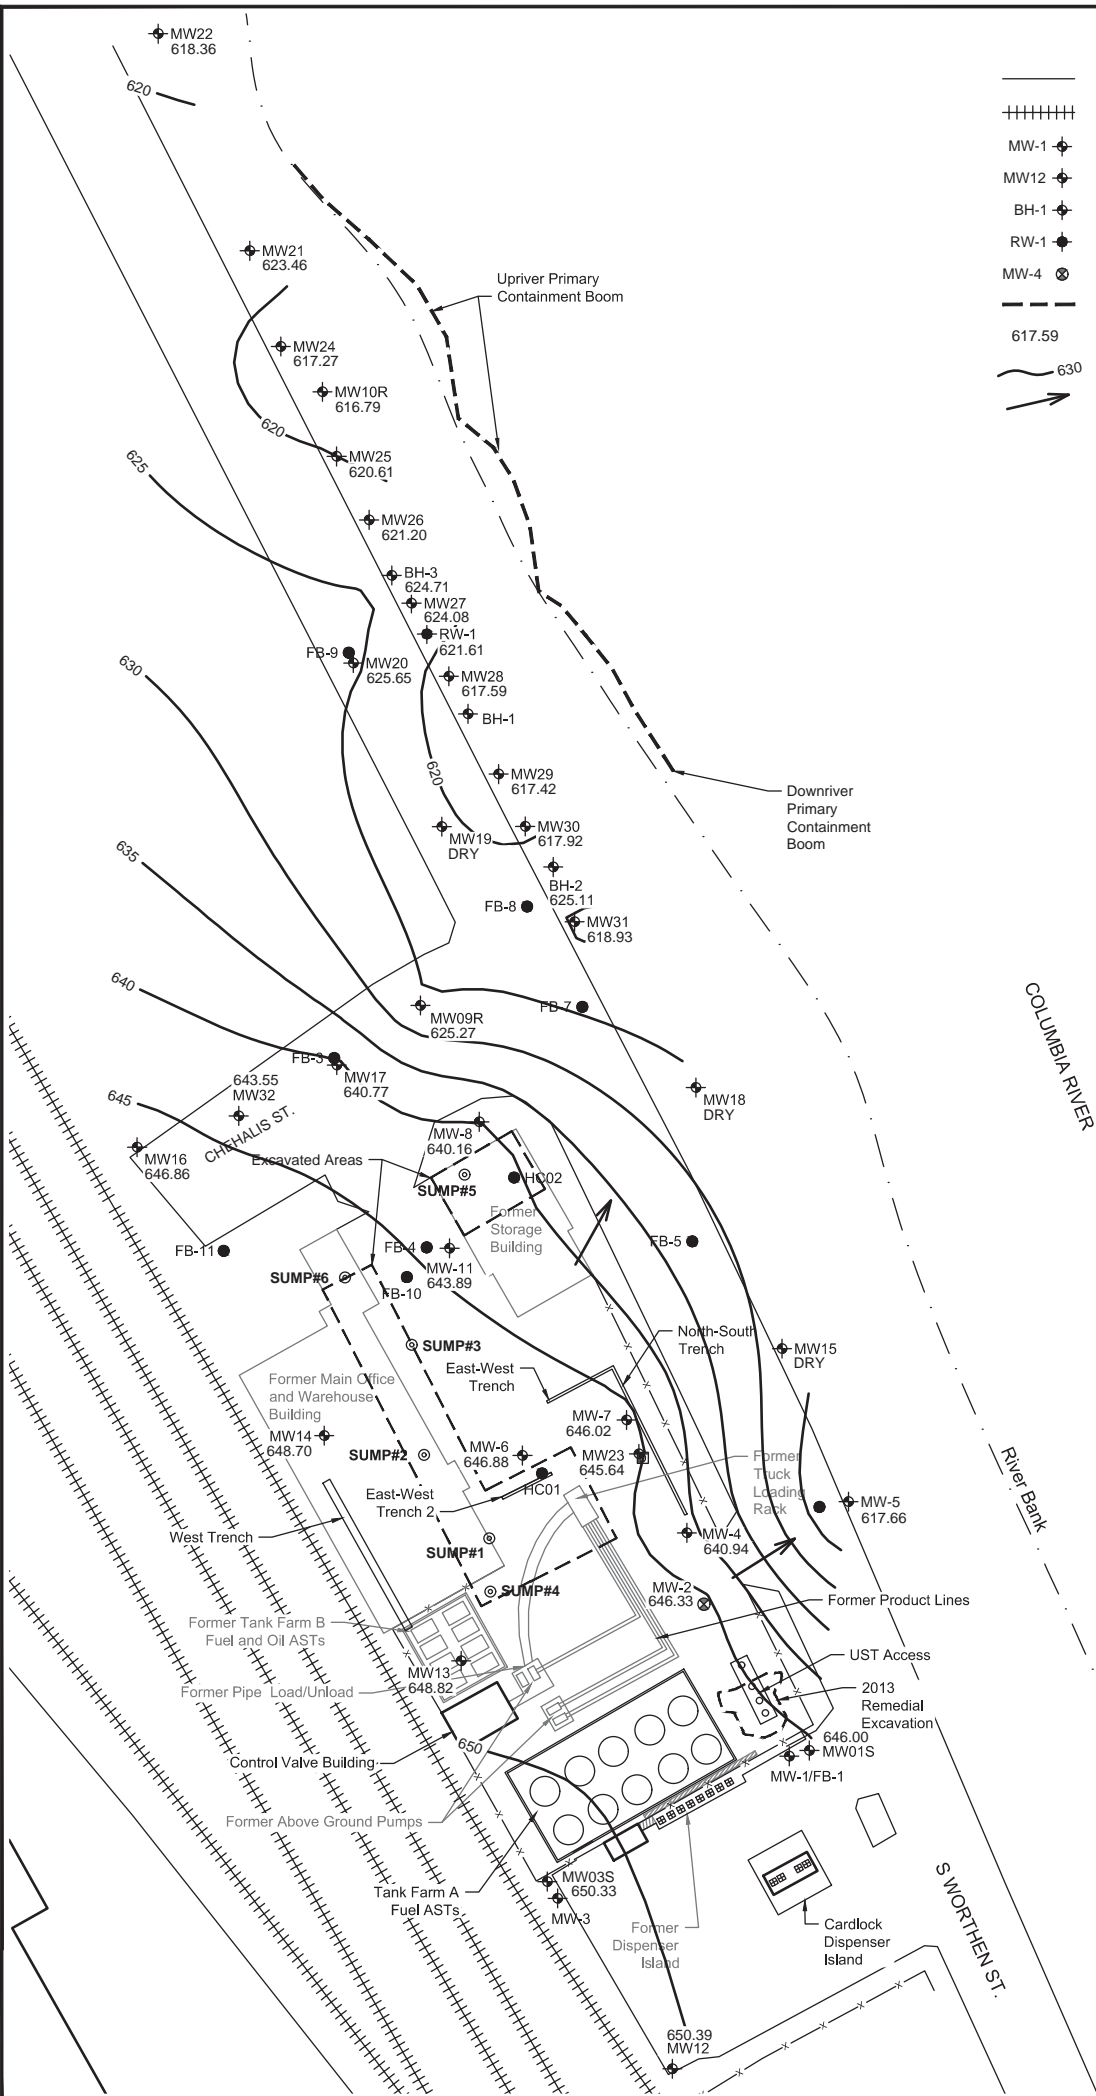 MW22
618.36
620
MW-1
MW12
BH-1
RW-1
MW-4
617.59
630
MW21
623.46
Upriver Primary
Containment Boom
MW24
617.27
MW10R
616.79
620
MW25
620.61
625
MW26
621.20
BH-3
624.71
MW27
624.08
RW-1
621.61
FB-9
MW20
625.65
630
MW28
617.59
BH-1
620
MW29
617.42
Downriver
Primary
Containment
Boom
MW19
DRY
MW30
617.92
635
BH-2
625.11
FB-8
MW31
618.93
640
MW09R
625.27
FB-7
COLUMBIA RIVER
FB-3
MW17
640.77
643.55
MW32
MW18
DRY
645
CHEHALIS ST.
MW-8
640.16
MW16
646.86
Excavated Areas
SUMP#5
HC02
Former
Storage
Building
FB-11
FB-4
MW-11
643.89
FB-5
SUMP#6
FB-10
SUMP#3
North-South
Trench
MW15
DRY
East-West
Trench
Former Main Office
and Warehouse
Building
MW14
648.70
MW-7
646.02
SUMP#2
MW-6
646.88
MW23
645.64
Former
Truck
Loading
Rack
HC01
East-West
Trench 2
MW-5
617.66
River Bank
West Trench
SUMP#1
MW-4
640.94
SUMP#4
MW-2
646.33
Former Product Lines
Former Tank Farm B
Fuel and Oil ASTs
UST Access
MW13
648.82
Former Pipe Load/Unload
2013
Remedial
Excavation
650
646.00
MW01S
Control Valve Building
MW-1/FB-1
Former Above Ground Pumps
MW03S
650.33
Tank Farm A
Fuel ASTs
MW-3
Former
Dispenser
Island
Cardlock
Dispenser
Island
S WORTHEN ST.
650.39
MW12